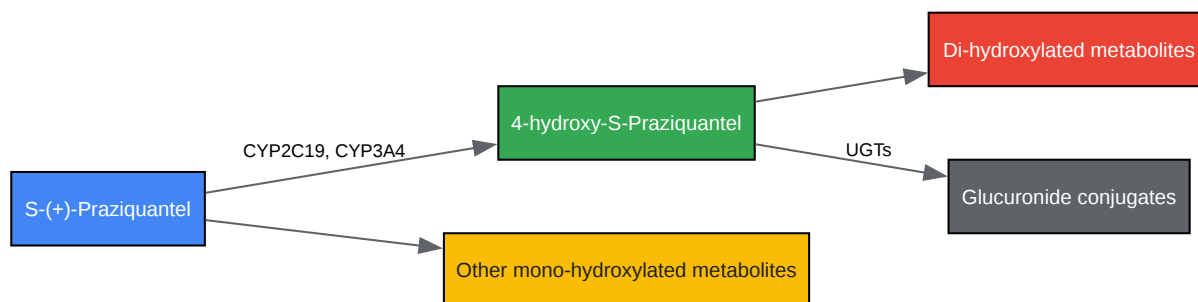 Di-hydroxylated metabolites
4-hydroxy-S-Praziquantel
CYP2C19, CYP3A4
UGTs
S-(+)-Praziquantel
Glucuronide conjugates
Other mono-hydroxylated metabolites